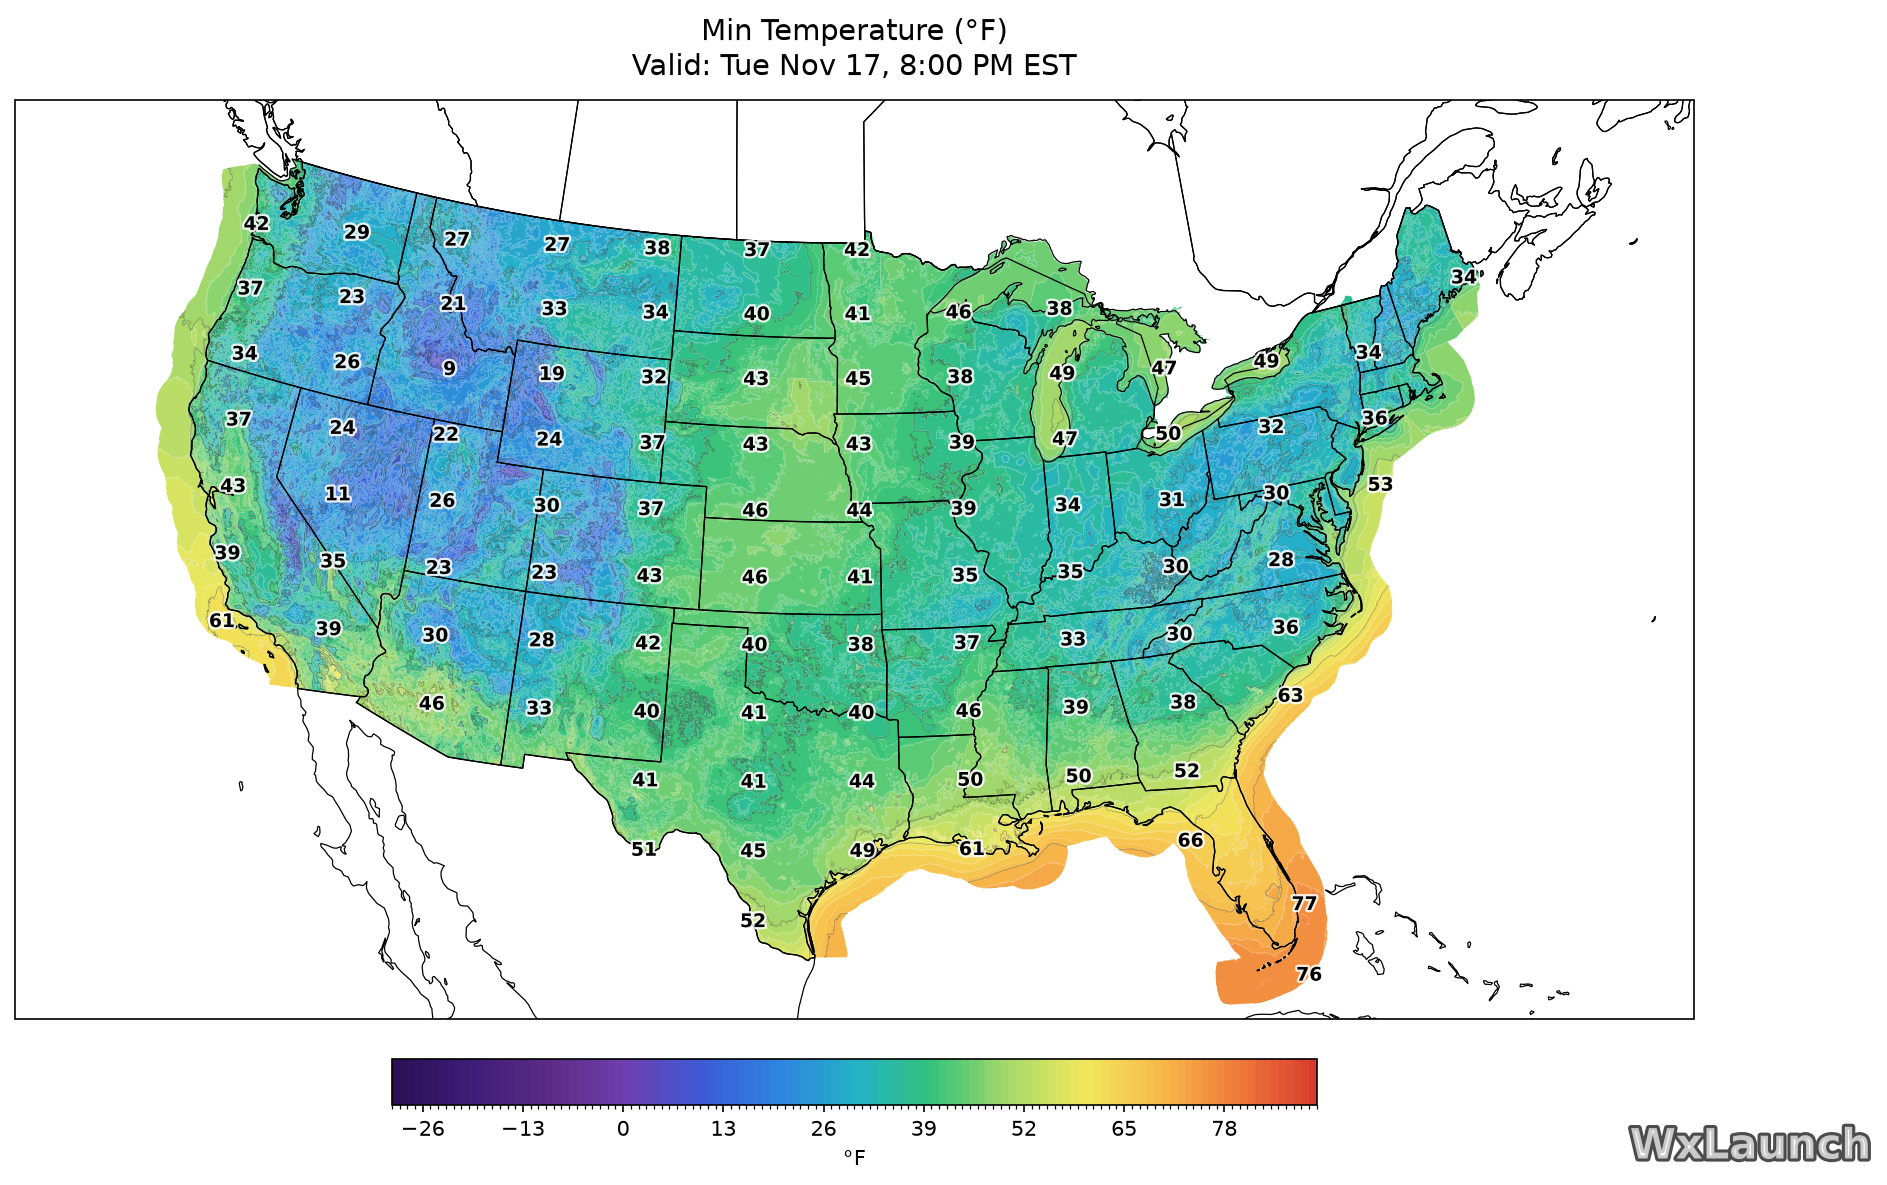 Min Temperature (°F)
Valid: Tue Nov 17, 8:00 PM EST
42 29 27 27 38 37 42
37 23 21 33 34 40 41 46 38 34
34 26 9 19 32 43 45 38 49 47 49 34
37 24 22 24 37 43 43 39 47 50 32 36
43 11 26 30 37 46 44 39 34 31 30 53
39 35 23 23 43 46 41 35 35 30 28
61 39 30 28 42 40 38 37 33 30 36
46 33 40 41 40 46 39 38 63
41 41 44 50 50 52
51 45 49 61 66
52 77
76
−26 −13 0 13 26 39 52 65 78
°F
WxLaunch